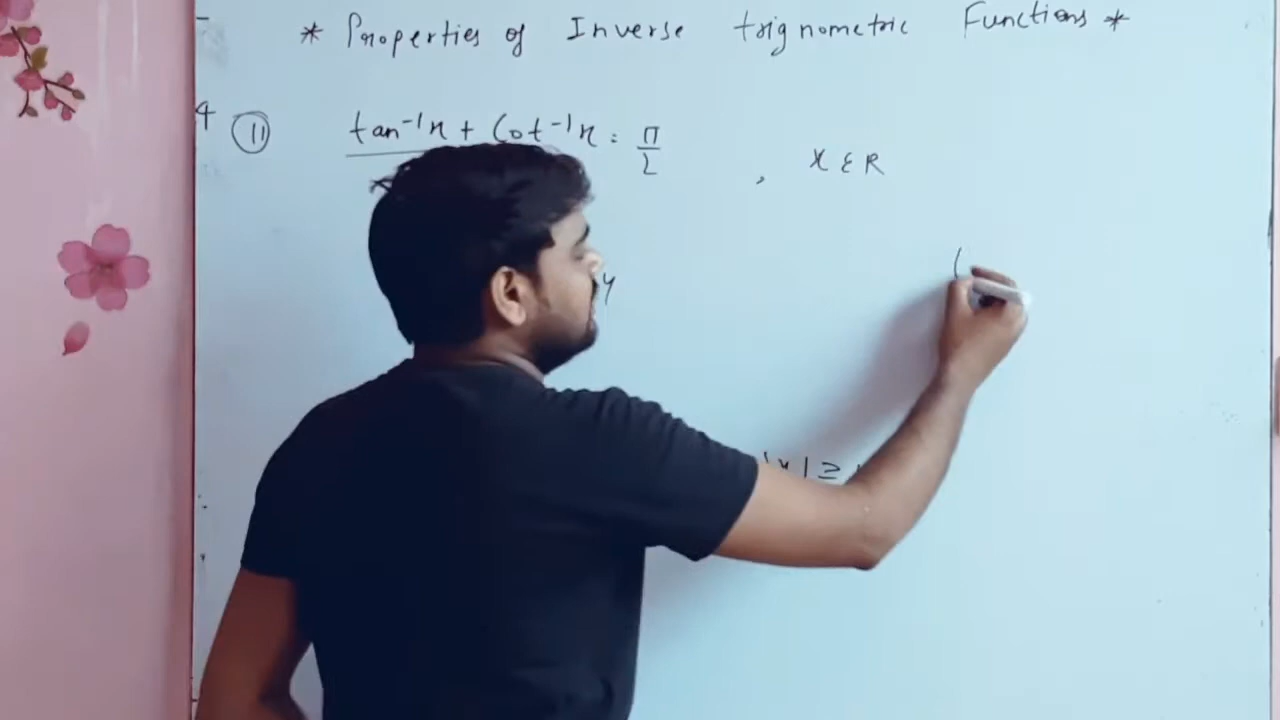 * Properties of Inverse trignometric Functions *
4 (11) tan⁻¹x + Cot⁻¹x = π/2 , x ε R
y
(
|x| ≥